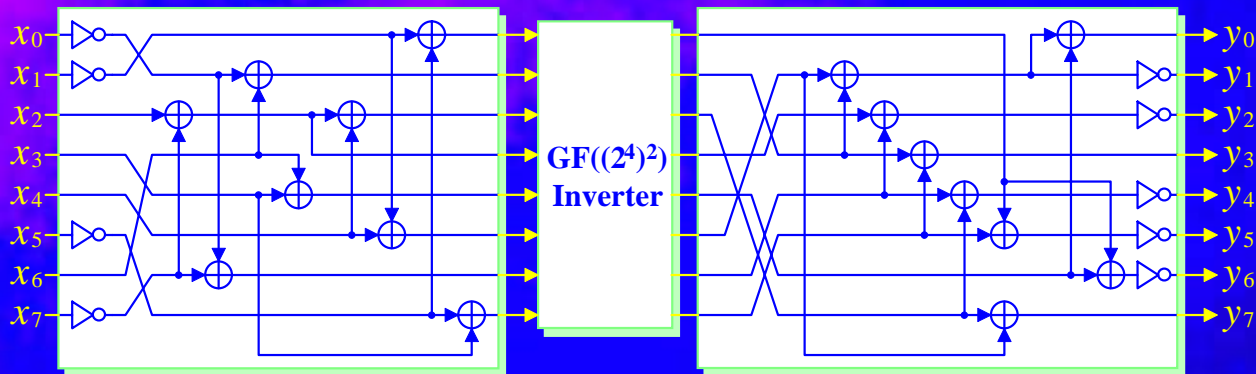 x₀ y₀
x₁ y₁
x₂ y₂
x₃ GF((2⁴)²) y₃
x₄ Inverter y₄
x₅ y₅
x₆ y₆
x₇ y₇